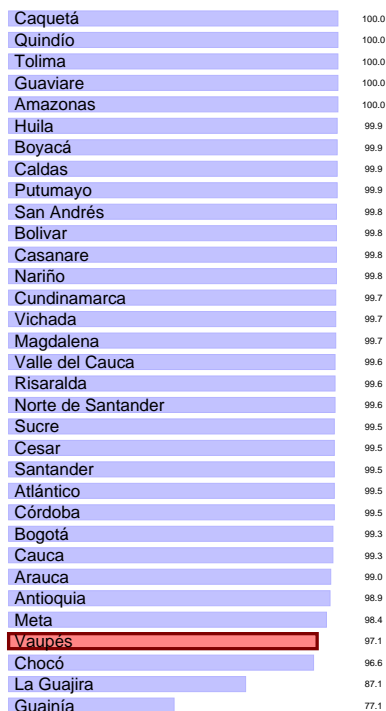 Caquetá 100.0
Quindío 100.0
Tolima 100.0
Guaviare 100.0
Amazonas 100.0
Huila 99.9
Boyacá 99.9
Caldas 99.9
Putumayo 99.9
San Andrés 99.8
Bolivar 99.8
Casanare 99.8
Nariño 99.8
Cundinamarca 99.7
Vichada 99.7
Magdalena 99.7
Valle del Cauca 99.6
Risaralda 99.6
Norte de Santander 99.6
Sucre 99.5
Cesar 99.5
Santander 99.5
Atlántico 99.5
Córdoba 99.5
Bogotá 99.3
Cauca 99.3
Arauca 99.0
Antioquia 98.9
Meta 98.4
Vaupés 97.1
Chocó 96.6
La Guajira 87.1
Guainía 77.1